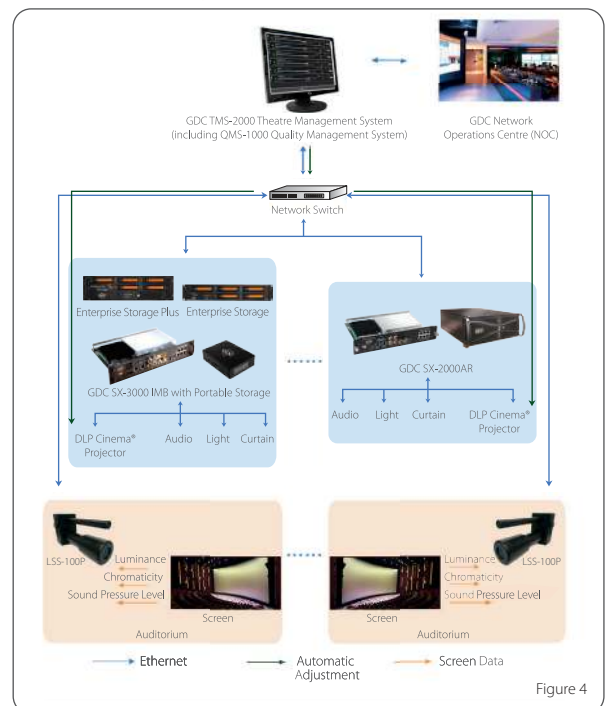 GDC TMS-2000 Theatre Management System
(including QMS-1000 Quality Management System)
GDC Network
Operations Centre (NOC)
Network Switch
Enterprise Storage Plus
Enterprise Storage
GDC SX-3000 IMB with Portable Storage
DLP Cinema®
Projector
Audio
Light
Curtain
GDC SX-2000AR
Audio
Light
Curtain
DLP Cinema®
Projector
LSS-100P
Luminance
Chromaticity
Sound Pressure Level
Screen
Auditorium
Luminance
Chromaticity
Sound Pressure Level
LSS-100P
Screen
Auditorium
Ethernet
Automatic
Adjustment
Screen Data
Figure 4